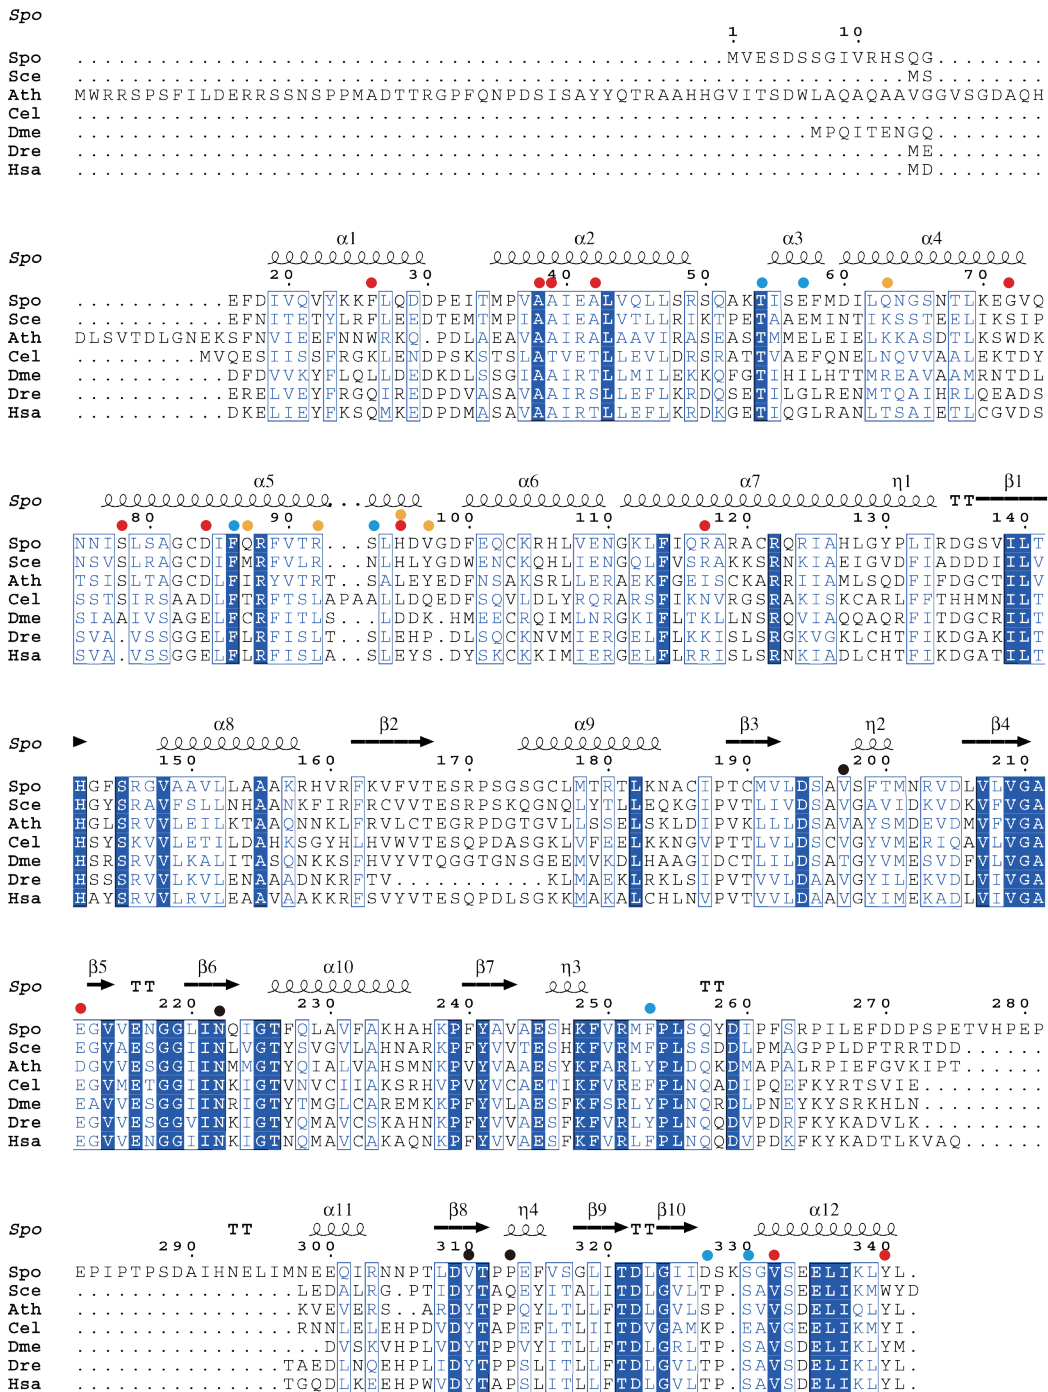 Spo
1 10
Spo ...............................................MVESDSSGIVRHSQG........
Sce ............................................................MS........
Ath MWRRSPSFILDERRSSNSPPMADTTRGPFQNPDSISAYYQTRAAHHGVITSDWLAQAQAAVGGVSGDAQH
Cel ......................................................................
Dme .....................................................MPQITENGQ........
Dre ............................................................ME........
Hsa ............................................................MD........
α1 α2 α3 α4
Spo
20 30 40 50 60 70
Spo ...........EFDIVQVYKKFLQDDPEITMPVAAIEALVQLLSRSQAKTISEFMDILQNGSNTLKEGVQ
Sce ...........EFNITETYLRFLEEDTEMTMPIAAIEALVTLLRIKTPETAAEMINTIKSSTEELIKSIP
Ath DLSVTDLGNEKSFNVIEEFNNWRKQ.PDLAEAVAAIRALAAVIRASEASTMMELEIELKKASDTLKSWDK
Cel .........MVQESIISSFRGKLENDPSKSTSLATVETLLEVLDRSRATTVAEFQNELNQVVAALEKTDY
Dme ...........DFDVVKYFLQLLDEDKDLSSGIAAIRTLLMILEKKQFGTIHILHTTMREAVAAMRNTDL
Dre ...........ERELVEYFRGQIREDPDVASAVAAIRSLLEFLKRDQSETILGLRENMTQAIHRLQEADS
Hsa ...........DKELIEYFKSQMKEDPDMASAVAAIRTLLEFLKRDKGETIQGLRANLTSAIETLCGVDS
α5 α6 α7 η1 β1
Spo TT
80 90 100 110 120 130 140
Spo NNISLSAGCDIFQRFVTR...SLHDVGDFEQCKRHLVENGKLFIQRARACRQRIAHLGYPLIRDGSVILT
Sce NSVSLRAGCDIFMRFVLR...NLHLYGDWENCKQHLIENGQLFVSRAKKSRNKIAEIGVDFIADDDIILV
Ath TSISLTAGCDLFIRYVTRT..SALEYEDFNSAKSRLLERAEKFGEISCKARRIIAMLSQDFIFDGCTILV
Cel SSTSIRSAADLFTRFTSLAPAALLDQEDFSQVLDLYRQRARSFIKNVRGSRAKISKCARLFFTHHMNILT
Dme SIAAIVSAGELFCRFITLS...LDDK.HMEECRQIMLNRGKIFLTKLLNSRQVIAQQAQRFITDGCRILT
Dre SVA.VSSGGELFLRFISLT..SLEHP.DLSQCKNVMIERGELFLKKISLSRGKVGKLCHTFIKDGAKILT
Hsa SVA.VSSGGELFLRFISLA..SLEYS.DYSKCKKIMIERGELFLRRISLSRNKIADLCHTFIKDGATILT
α8 β2 α9 β3 η2 β4
Spo
150 160 170 180 190 200 210
Spo HGFSRGVAAVLLAAAKRHVRFKVFVTESRPSGSGCLMTRTLKNACIPTCMVLDSAVSFTMNRVDLVLVGA
Sce HGYSRAVFSLLNHAANKFIRFRCVVTESRPSKQGNQLYTLLEQKGIPVTLIVDSAVGAVIDKVDKVFVGA
Ath HGLSRVVLEILKTAAQNNKLFRVLCTEGRPDGTGVLLSSELSKLDIPVKLLLDSAVAYSMDEVDMVFVGA
Cel HSYSKVVLETILDAHKSGYHLHVWVTESQPDASGKLVFEELKKNGVPTTLVLDSCVGYVMERIQAVLVGA
Dme HSRSRVVLKALITASQNKKSFHVYVTQGGTGNSGEEMVKDLHAAGIDCTLILDSATGYVMESVDFVLVGA
Dre HSSSRVVLKVLENAAADNKRFTV...........KLMAEKLRKLSIPVTVVLDAAVGYILEKVDLVIVGA
Hsa HAYSRVVLRVLEAAVAAKKRFSVYVTESQPDLSGKKMAKALCHLNVPVTVVLDAAVGYIMEKADLVIVGA
β5 β6 α10 β7 η3
Spo TT TT
220 230 240 250 260 270 280
Spo EGVVENGGLINQIGTFQLAVFAKHAHKPFYAVAESHKFVRMFPLSQYDIPFSRPILEFDDPSPETVHPEP
Sce EGVAESGGIINLVGTYSVGVLAHNARKPFYVVTESHKFVRMFPLSSDDLPMAGPPLDFTRRTDD......
Ath DGVVESGGIINMMGTYQIALVAHSMNKPVYVAAESYKFARLYPLDQKDMAPALRPIEFGVKIPT......
Cel EGVMETGGIINKIGTVNVCIIAKSRHVPVYVCAETIKFVREFPLNQADIPQEFKYRTSVIE.........
Dme EAVVESGGIINRIGTYTMGLCAREMKKPFYVLAESFKFSRLYPLNQRDLPNEYKYSRKHLN.........
Dre EGVVESGGVINKIGTYQMAVCSKAHNKPFYVVAESFKFVRLYPLNQQDVPDKFKYKADVLK.........
Hsa EGVVENGGIINKIGTNQMAVCAKAQNKPFYVVAESFKFVRLFPLNQQDVPDRFKYKADTLKVAQ......
α11 β8 η4 β9 β10 α12
Spo TT TT
290 300 310 320 330 340
Spo EPIPTPSDAIHNELIMNEEQIRNNPTLDVTPPEFVSGLITDLGIIDSKSGVSEELIKLYL.
Sce ................LEDALRG.PTIDYTAQEYITALITDLGVLTP.SAVSEELIKMWYD
Ath ................KVEVERS..ARDYTPPQYLTLLFTDLGVLSP.SVVSDELIQLYL.
Cel ................RNNLELEHPDVDYTAPEFLTLIITDVGAMKP.EAVGEELIKMYI.
Dme ..................DVSKVHPLVDYTPPVYITLLFTDLGRLTP.SAVSDELIKLYM.
Dre ...............TAEDLNQEHPLIDYTPPSLITLLFTDLGVLTP.SAVSDELIKLYL.
Hsa ...............TGQDLKEEHPWVDYTAPSLITLLFTDLGVLTP.SAVSDELIKLYL.